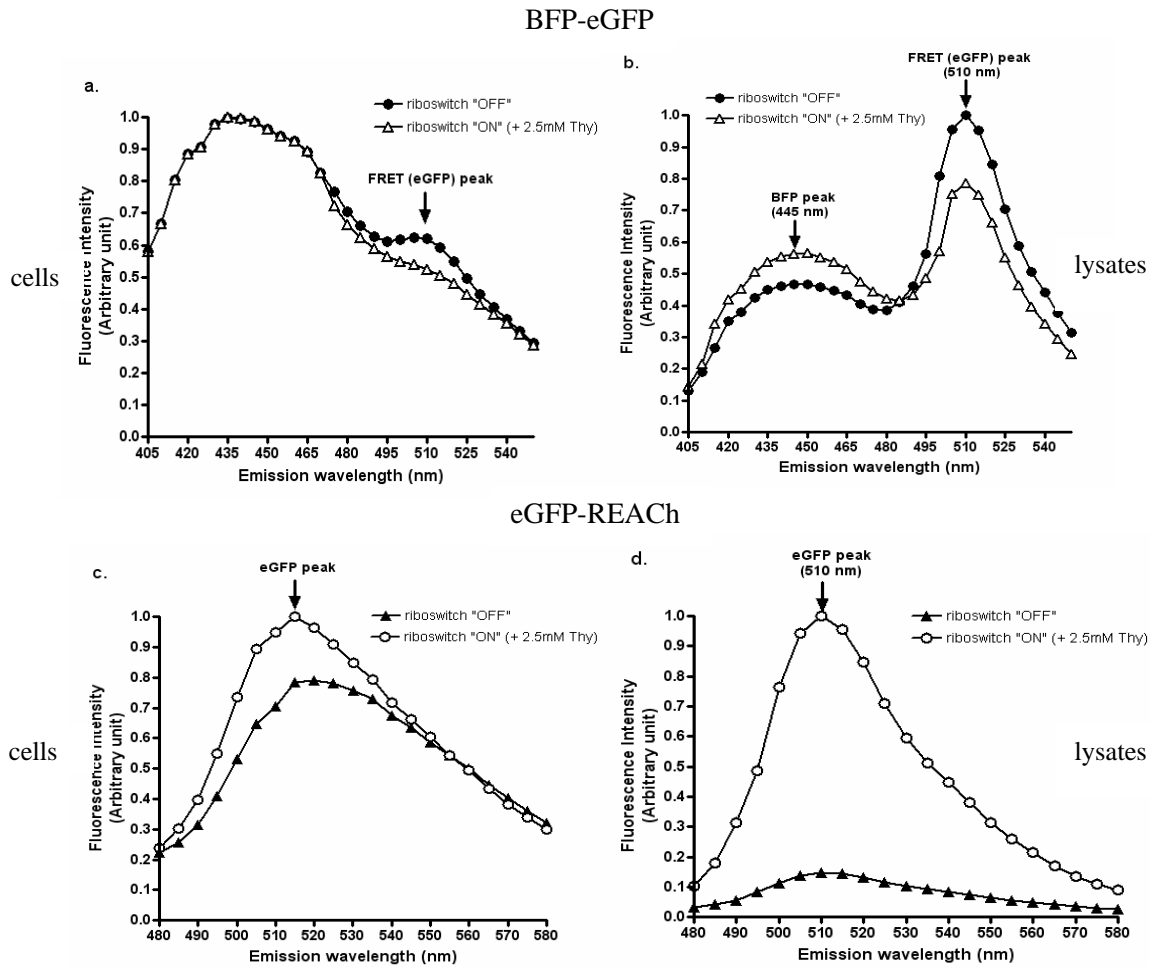 BFP-eGFP
a.
riboswitch "OFF"
riboswitch "ON" (+ 2.5mM Thy)
FRET (eGFP) peak
cells
Fluorescence Intensity
(Arbitrary unit)
1.0
0.9
0.8
0.7
0.6
0.5
0.4
0.3
0.2
0.1
0.0
405 420 435 450 465 480 495 510 525 540
Emission wavelength (nm)
b.
FRET (eGFP) peak
(510 nm)
riboswitch "OFF"
riboswitch "ON" (+ 2.5mM Thy)
BFP peak
(445 nm)
lysates
Fluorescence Intensity
(Arbitrary unit)
1.0
0.9
0.8
0.7
0.6
0.5
0.4
0.3
0.2
0.1
0.0
405 420 435 450 465 480 495 510 525 540
Emission wavelength (nm)
eGFP-REACh
c.
eGFP peak
riboswitch "OFF"
riboswitch "ON" (+ 2.5mM Thy)
cells
Fluorescence Intensity
(Arbitrary unit)
1.0
0.9
0.8
0.7
0.6
0.5
0.4
0.3
0.2
0.1
0.0
480 490 500 510 520 530 540 550 560 570 580
Emission wavelength (nm)
d.
eGFP peak
(510 nm)
riboswitch "OFF"
riboswitch "ON" (+ 2.5mM Thy)
lysates
Fluorescence Intensity
(Arbitrary unit)
1.0
0.9
0.8
0.7
0.6
0.5
0.4
0.3
0.2
0.1
0.0
480 490 500 510 520 530 540 550 560 570 580
Emission wavelength (nm)